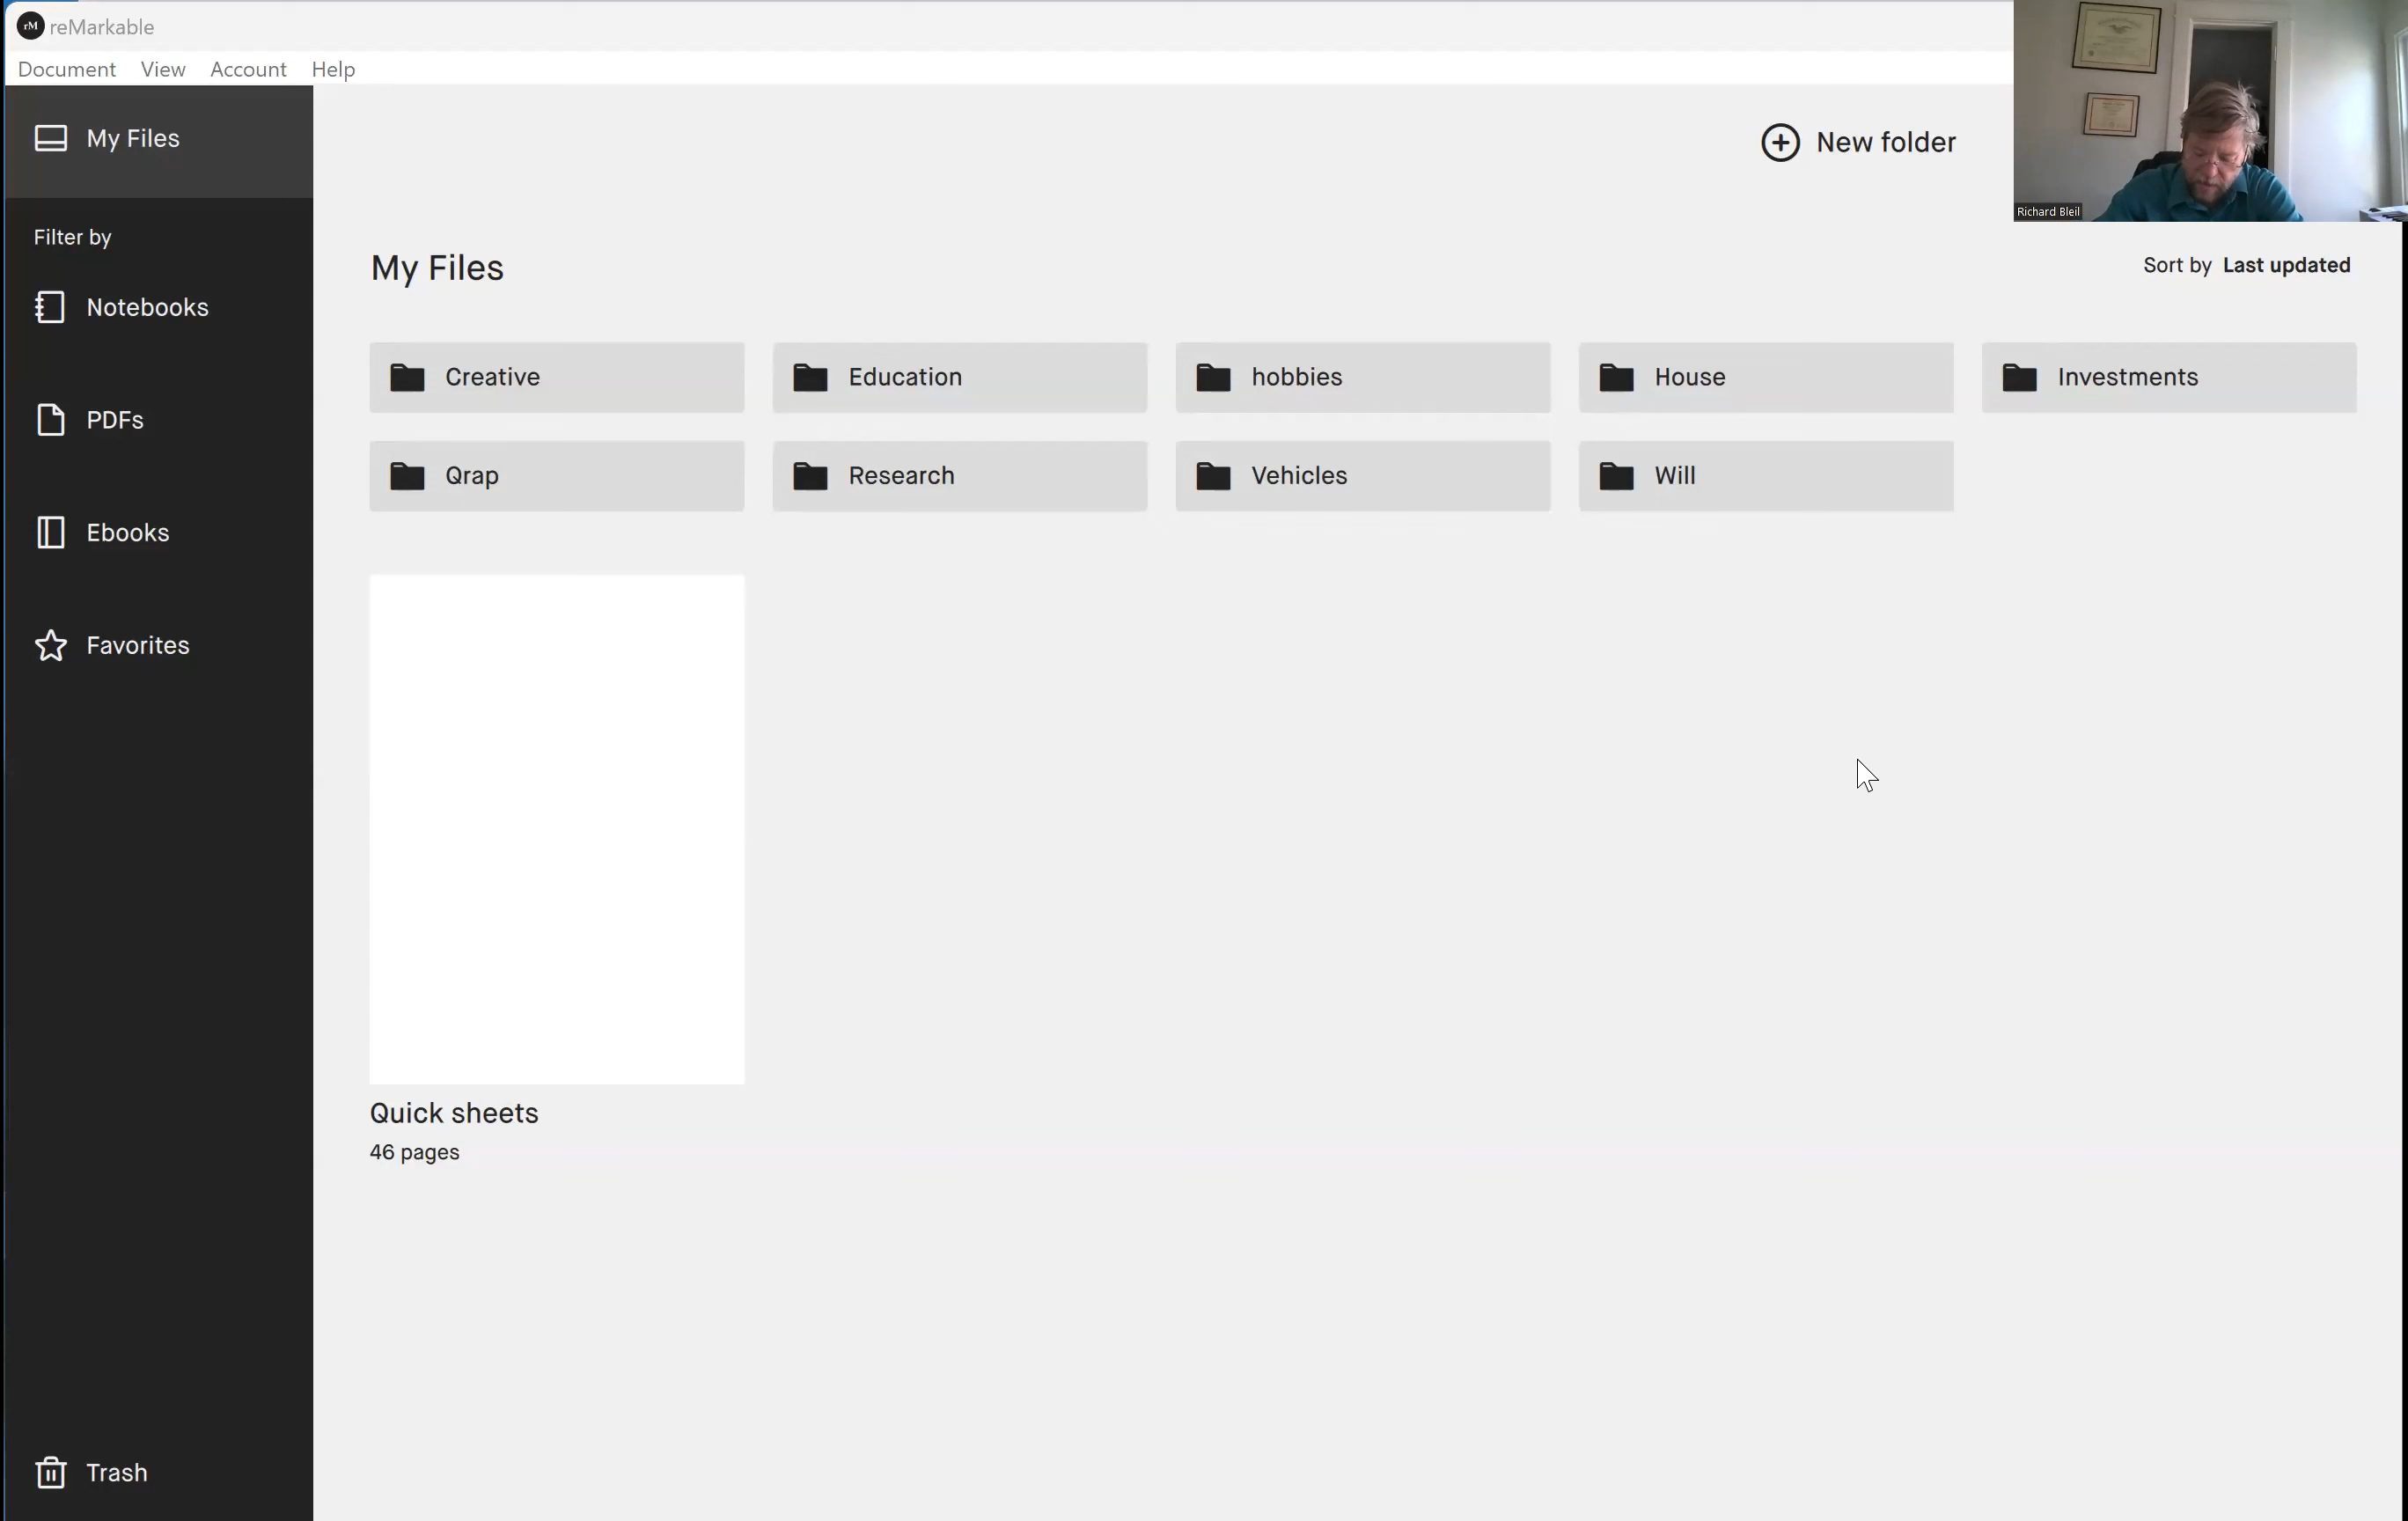 rM reMarkable
Document View Account Help
My Files
New folder
Richard Bleil
Filter by
My Files
Sort by Last updated
Notebooks
Creative Education hobbies House Investments
PDFs
Qrap Research Vehicles Will
Ebooks
Favorites
Quick sheets
46 pages
Trash